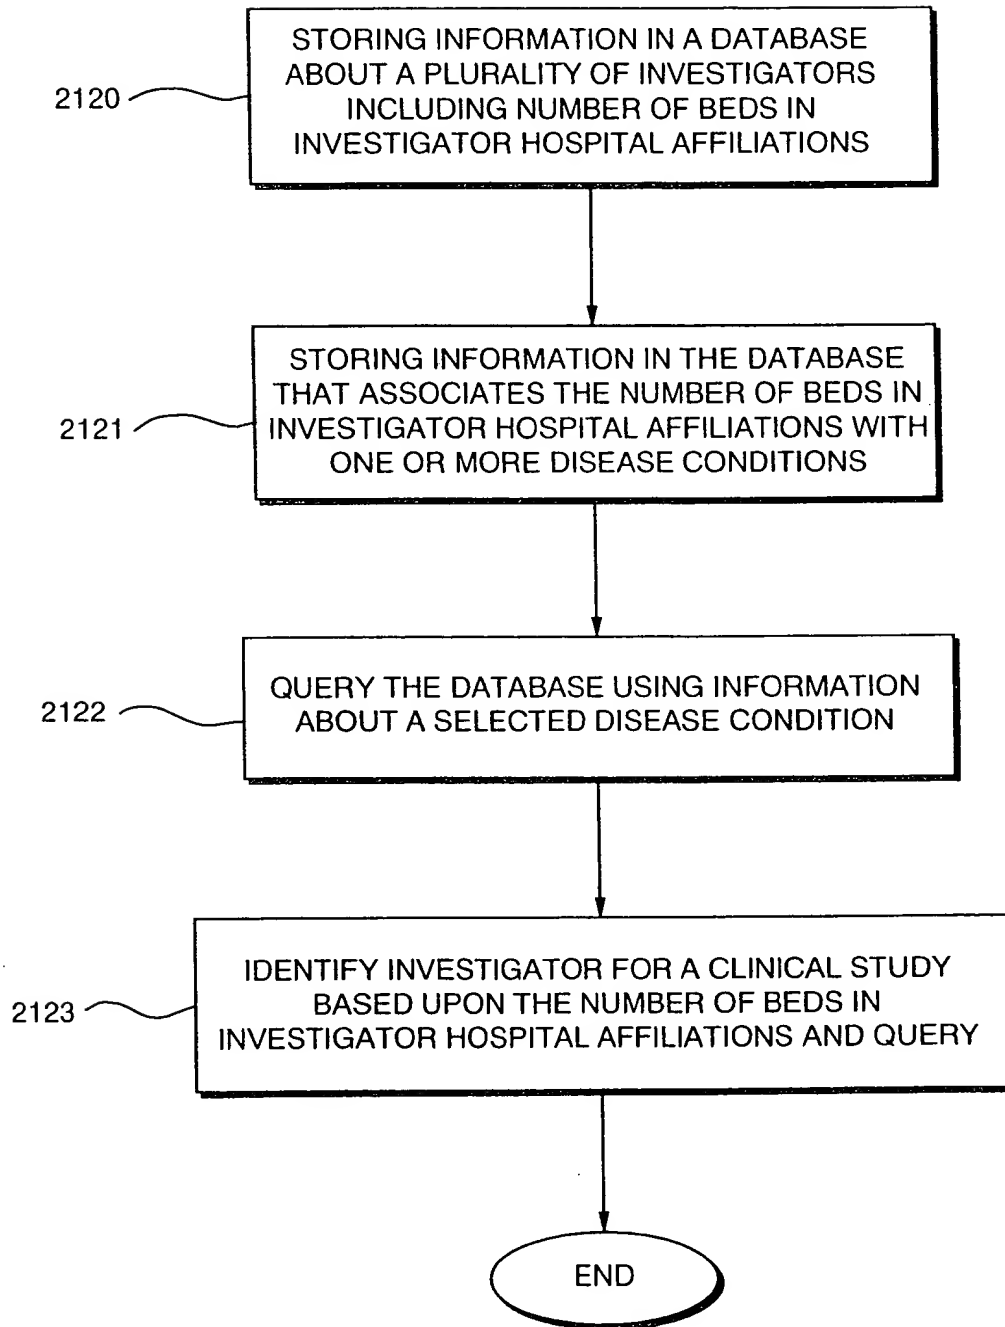 STORING INFORMATION IN A DATABASE
ABOUT A PLURALITY OF INVESTIGATORS
INCLUDING NUMBER OF BEDS IN
INVESTIGATOR HOSPITAL AFFILIATIONS
2120
STORING INFORMATION IN THE DATABASE
THAT ASSOCIATES THE NUMBER OF BEDS IN
INVESTIGATOR HOSPITAL AFFILIATIONS WITH
ONE OR MORE DISEASE CONDITIONS
2121
QUERY THE DATABASE USING INFORMATION
ABOUT A SELECTED DISEASE CONDITION
2122
IDENTIFY INVESTIGATOR FOR A CLINICAL STUDY
BASED UPON THE NUMBER OF BEDS IN
INVESTIGATOR HOSPITAL AFFILIATIONS AND QUERY
2123
END